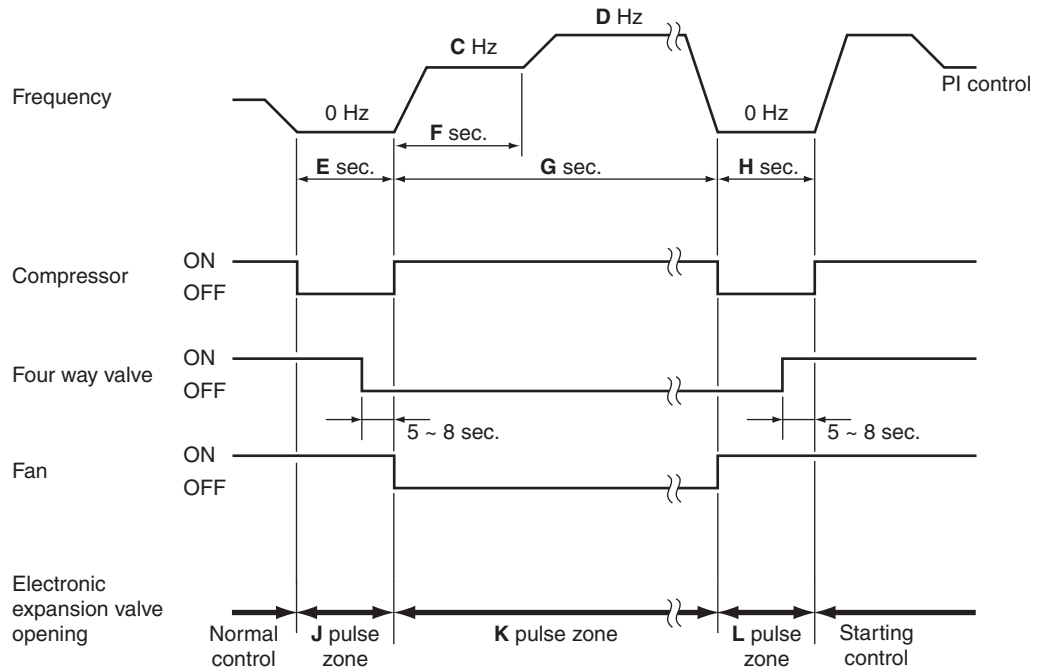 D Hz
C Hz
Frequency
PI control
0 Hz
0 Hz
F sec.
E sec.
G sec.
H sec.
ON
Compressor
OFF
ON
Four way valve
OFF
5 ~ 8 sec.
5 ~ 8 sec.
ON
Fan
OFF
Electronic
expansion valve
opening
Normal
control
J pulse
zone
K pulse zone
L pulse
zone
Starting
control